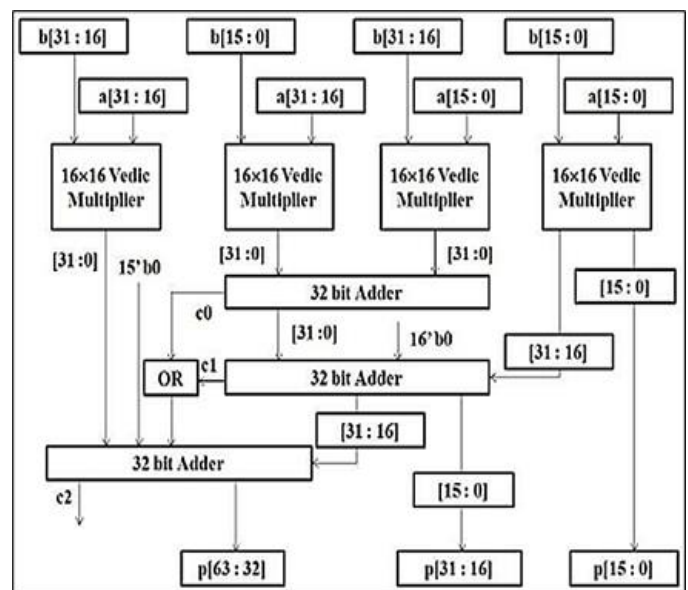 b[31 : 16]
b[15 : 0]
b[31 : 16]
b[15 : 0]
a[31 : 16]
a[31 : 16]
a[15 : 0]
a[15 : 0]
16×16 Vedic
Multiplier
16×16 Vedic
Multiplier
16×16 Vedic
Multiplier
16×16 Vedic
Multiplier
[31:0]
15’b0
[31:0]
[31:0]
[15 : 0]
32 bit Adder
c0
[31:0]
16’b0
[31 : 16]
OR
c1
32 bit Adder
[31 : 16]
32 bit Adder
c2
[15 : 0]
p[63 : 32]
p[31 : 16]
p[15 : 0]